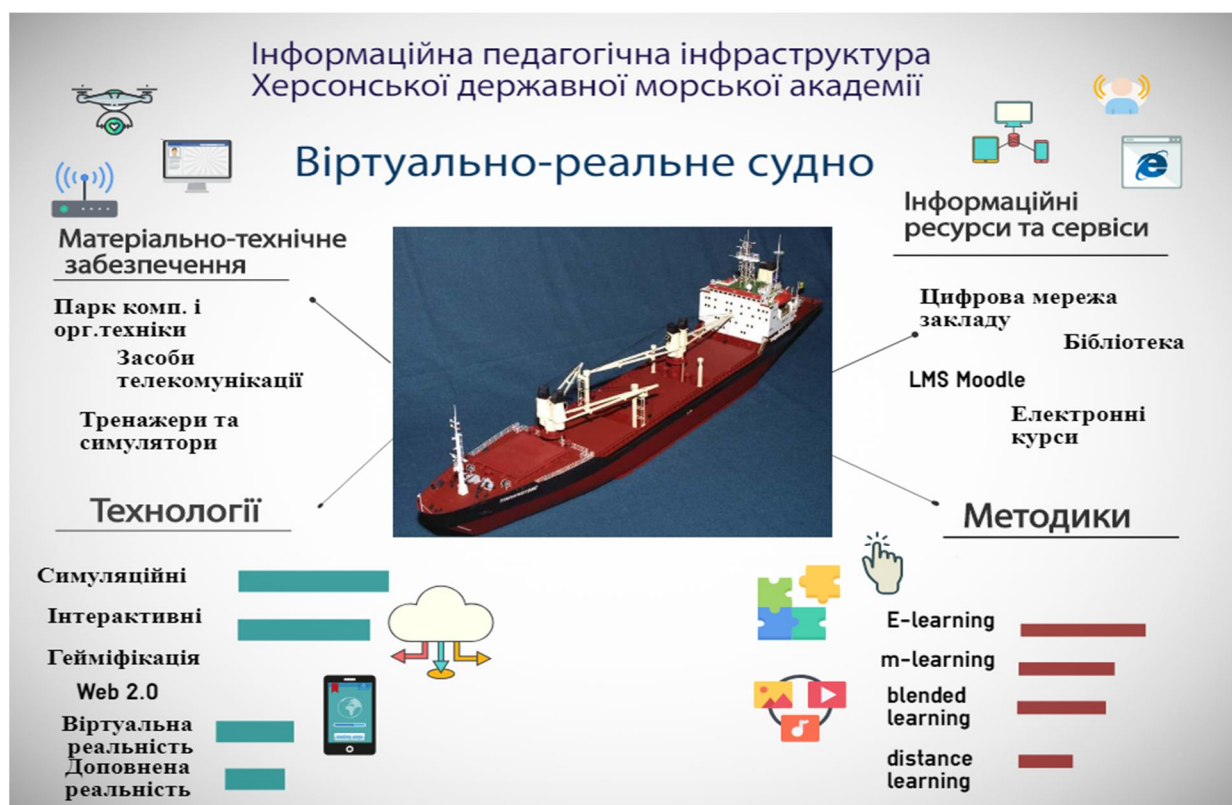 Інформаційна педагогічна інфраструктура
Херсонської державної морської академії
Віртуально-реальне судно
Матеріально-технічне
забезпечення
Парк комп. і
орг.техніки
Засоби
телекомунікації
Тренажери та
симулятори
Інформаційні
ресурси та сервіси
Цифрова мережа
закладу
Бібліотека
LMS Moodle
Електронні
курси
Технології
Симуляційні
Інтерактивні
Гейміфікація
Web 2.0
Віртуальна
реальність
Доповнена
реальність
Методики
E-learning
m-learning
blended
learning
distance
learning